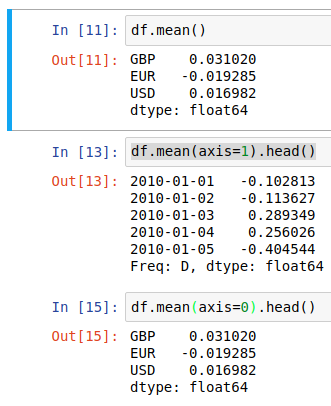 In [11]: df.mean()
Out[11]: GBP    0.031020
EUR   -0.019285
USD    0.016982
dtype: float64
In [13]: df.mean(axis=1).head()
Out[13]: 2010-01-01   -0.102813
2010-01-02   -0.113627
2010-01-03    0.289349
2010-01-04    0.256026
2010-01-05   -0.404544
Freq: D, dtype: float64
In [15]: df.mean(axis=0).head()
Out[15]: GBP    0.031020
EUR   -0.019285
USD    0.016982
dtype: float64